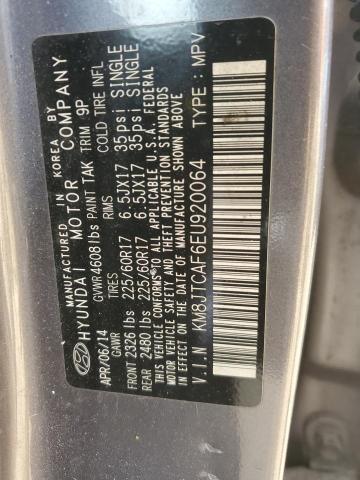 MANUFACTURED IN KOREA BY
HYUNDAI MOTOR COMPANY
APR/06/14 GVWR 4608 lbs PAINT TAK TRIM 9P
GAWR TIRES RIMS COLD TIRE INFL
FRONT 2326 lbs 225/60R17 6.5JX17 35psi SINGLE
REAR 2480 lbs 225/60R17 6.5JX17 35psi SINGLE
THIS VEHICLE CONFORMS TO ALL APPLICABLE U.S.A. FEDERAL
MOTOR VEHICLE SAFETY, BUMPER, AND THEFT PREVENTION STANDARDS
IN EFFECT ON THE DATE OF MANUFACTURE SHOWN ABOVE.
V.I.N : KM8JTCAF6EU920064 TYPE : MPV